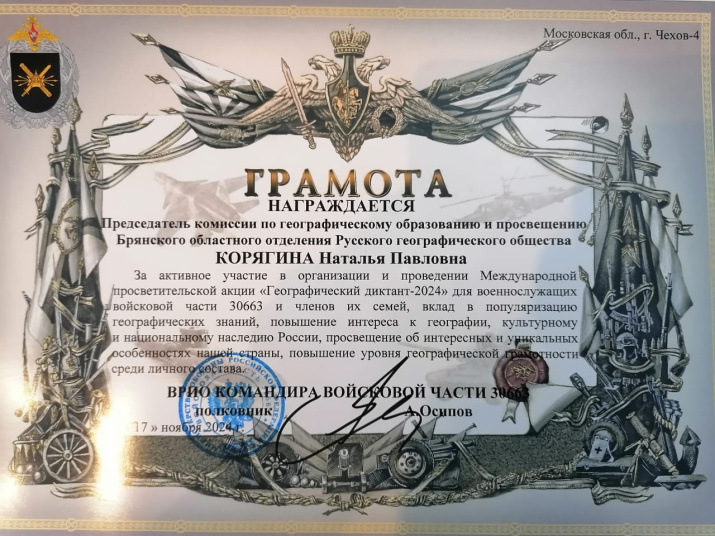 Московская обл., г. Чехов-4
ГРАМОТА
НАГРАЖДАЕТСЯ
Председатель комиссии по географическому образованию и просвещению
Брянского областного отделения Русского географического общества
КОРЯГИНА Наталья Павловна
За активное участие в организации и проведении Международной
просветительской акции «Географический диктант-2024» для военнослужащих
войсковой части 30663 и членов их семей, вклад в популяризацию
географических знаний, повышение интереса к географии, культурному
и национальному наследию России, просвещение об интересных и уникальных
особенностях нашей страны, повышение уровня географической грамотности
среди личного состава.
ВРИО КОМАНДИРА ВОЙСКОВОЙ ЧАСТИ 30663
полковник А.Осипов
17 » ноября 2024 г.